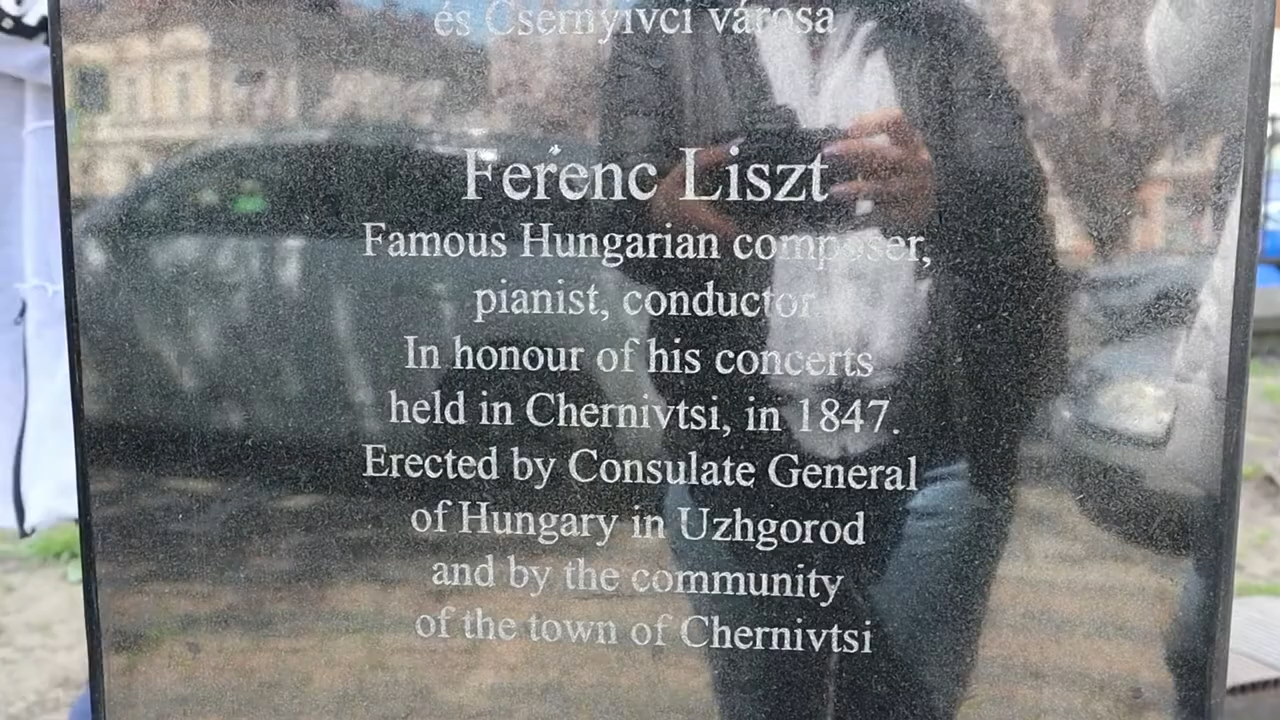 és Csernyivci városa
Ferenc Liszt
Famous Hungarian composer,
pianist, conductor
In honour of his concerts
held in Chernivtsi, in 1847.
Erected by Consulate General
of Hungary in Uzhgorod
and by the community
of the town of Chernivtsi